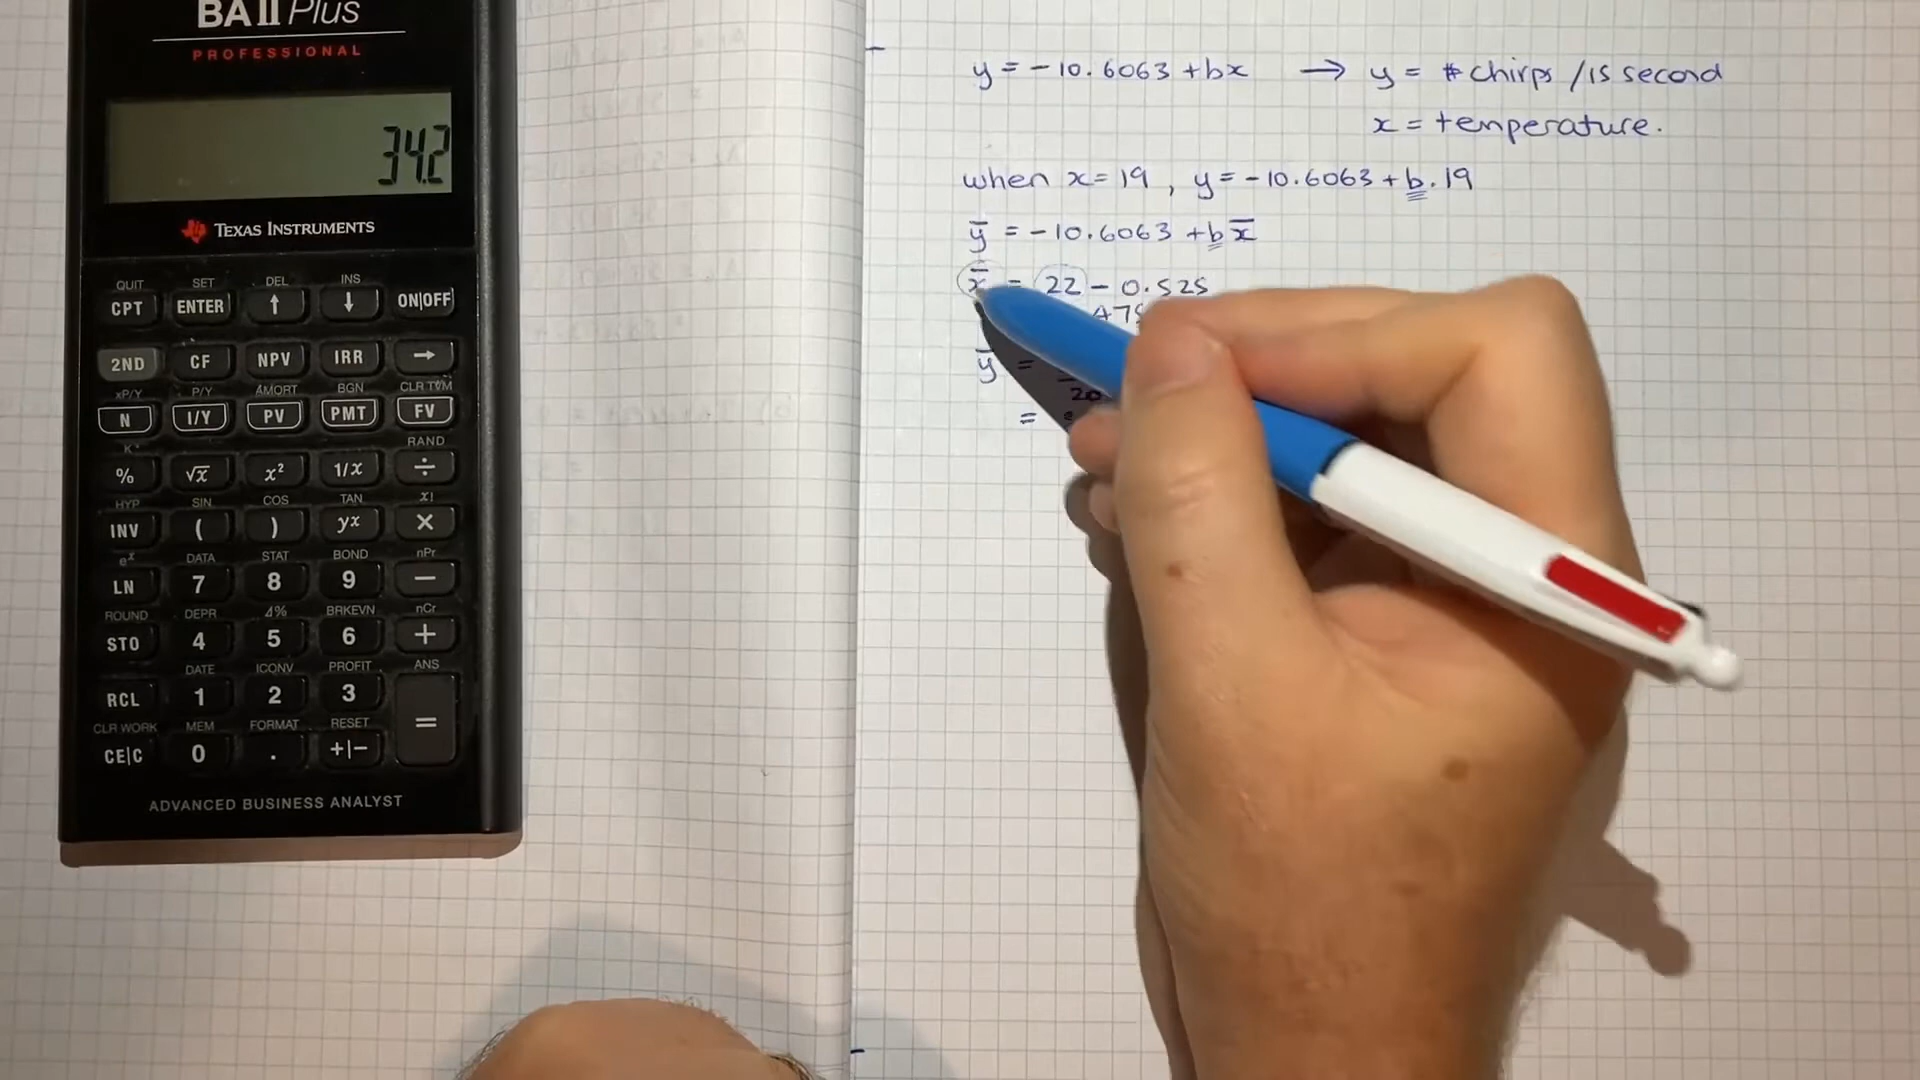 BA II Plus
PROFESSIONAL
34.2
TEXAS INSTRUMENTS
QUIT SET DEL INS
CPT ENTER ↑ ↓ ON|OFF
2ND CF NPV IRR →
xP/Y P/Y AMORT BGN CLR TVM
N I/Y PV PMT FV
K* RAND
% √x x² 1/x ÷
HYP SIN COS TAN x!
INV ( ) yˣ ×
eˣ DATA STAT BOND nPr
LN 7 8 9 −
ROUND DEPR Δ% BRKEVN nCr
STO 4 5 6 +
DATE ICONV PROFIT ANS
RCL 1 2 3 =
CLR WORK MEM FORMAT RESET
CE|C 0 . +|−
ADVANCED BUSINESS ANALYST
y = -10.6063 + bx → y = # chirps /15 second
x = temperature.
when x = 19, y = -10.6063 + b.19
y̅ = -10.6063 + b x̅
x̅ = 22 - 0.525
475
y̅ =
20
=